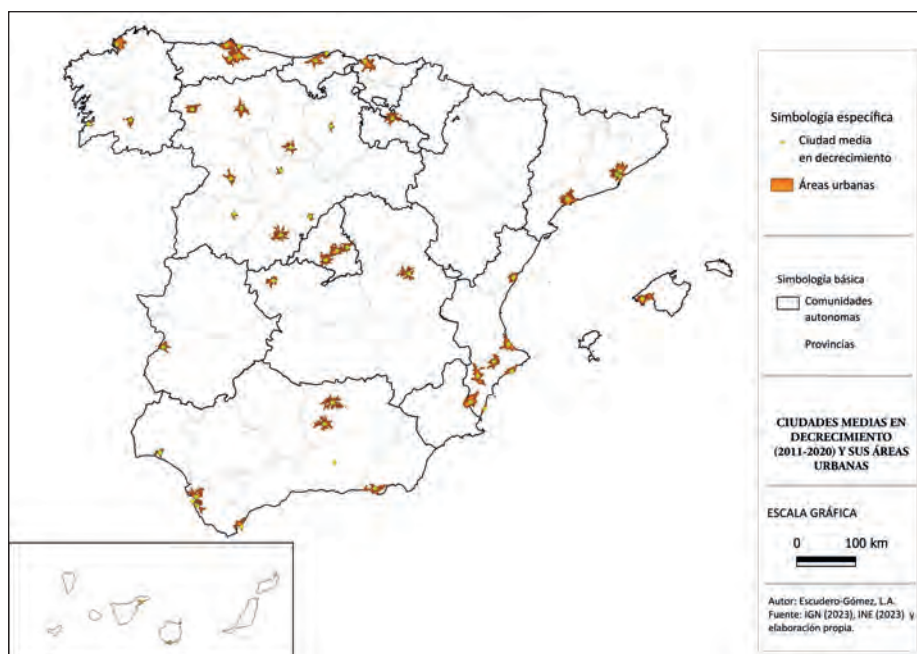 Simbología específica
Ciudad media
en decrecimiento
Áreas urbanas
Simbología básica
Comunidades
autonomas
Provincias
CIUDADES MEDIAS EN
DECRECIMIENTO
(2011-2020) Y SUS ÁREAS
URBANAS
ESCALA GRÁFICA
0 100 km
Autor: Escudero-Gómez, L.A.
Fuente: IGN (2023), INE (2023) y
elaboración propia.